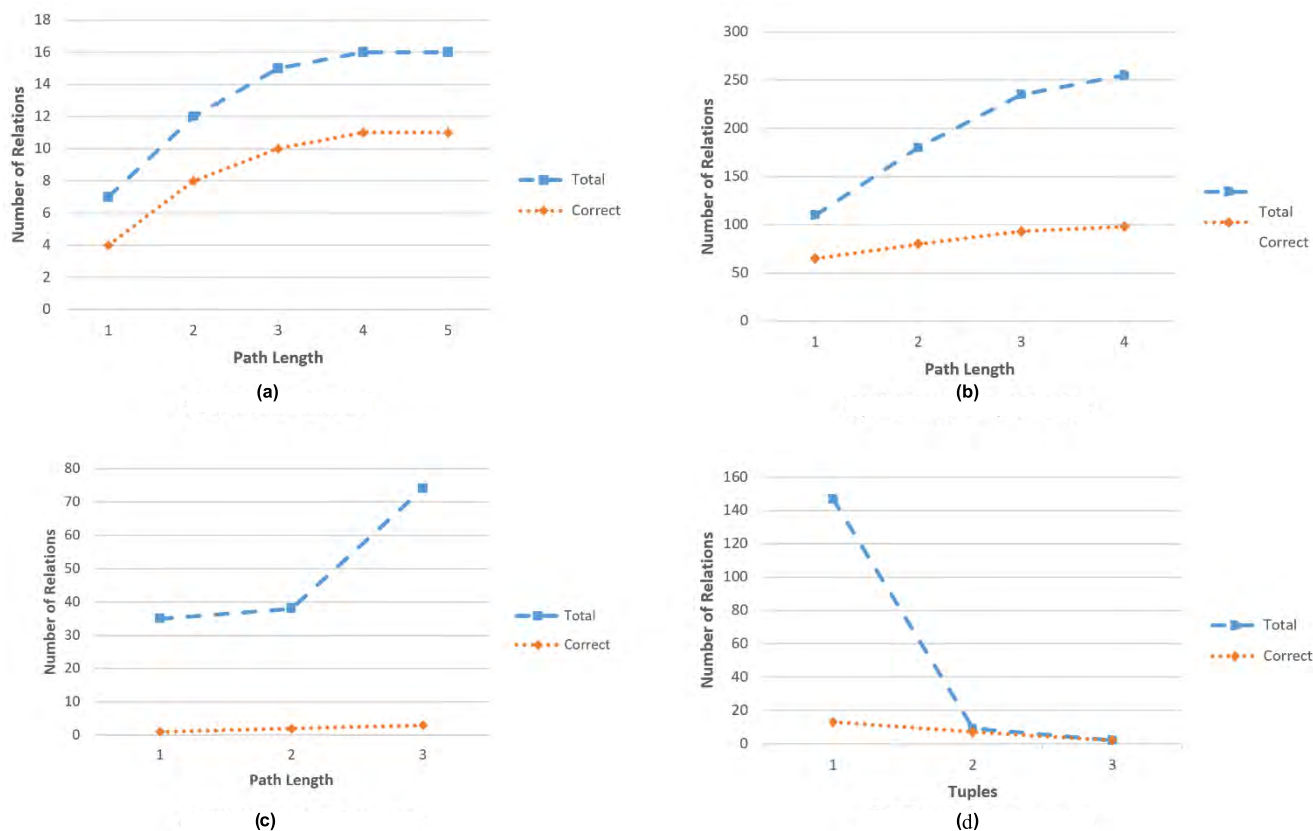 18
16
14
12
10
8
6
4
2
0
Number of Relations
1 2 3 4 5
Path Length
Total
Correct
(a)
300
250
200
150
100
50
0
Number of Relations
1 2 3 4
Path Length
Total
Correct
(b)
80
70
60
50
40
30
20
10
0
Number of Relations
1 2 3
Path Length
Total
Correct
(c)
160
140
120
100
80
60
40
20
0
Number of Relations
1 2 3
Tuples
Total
Correct
(d)